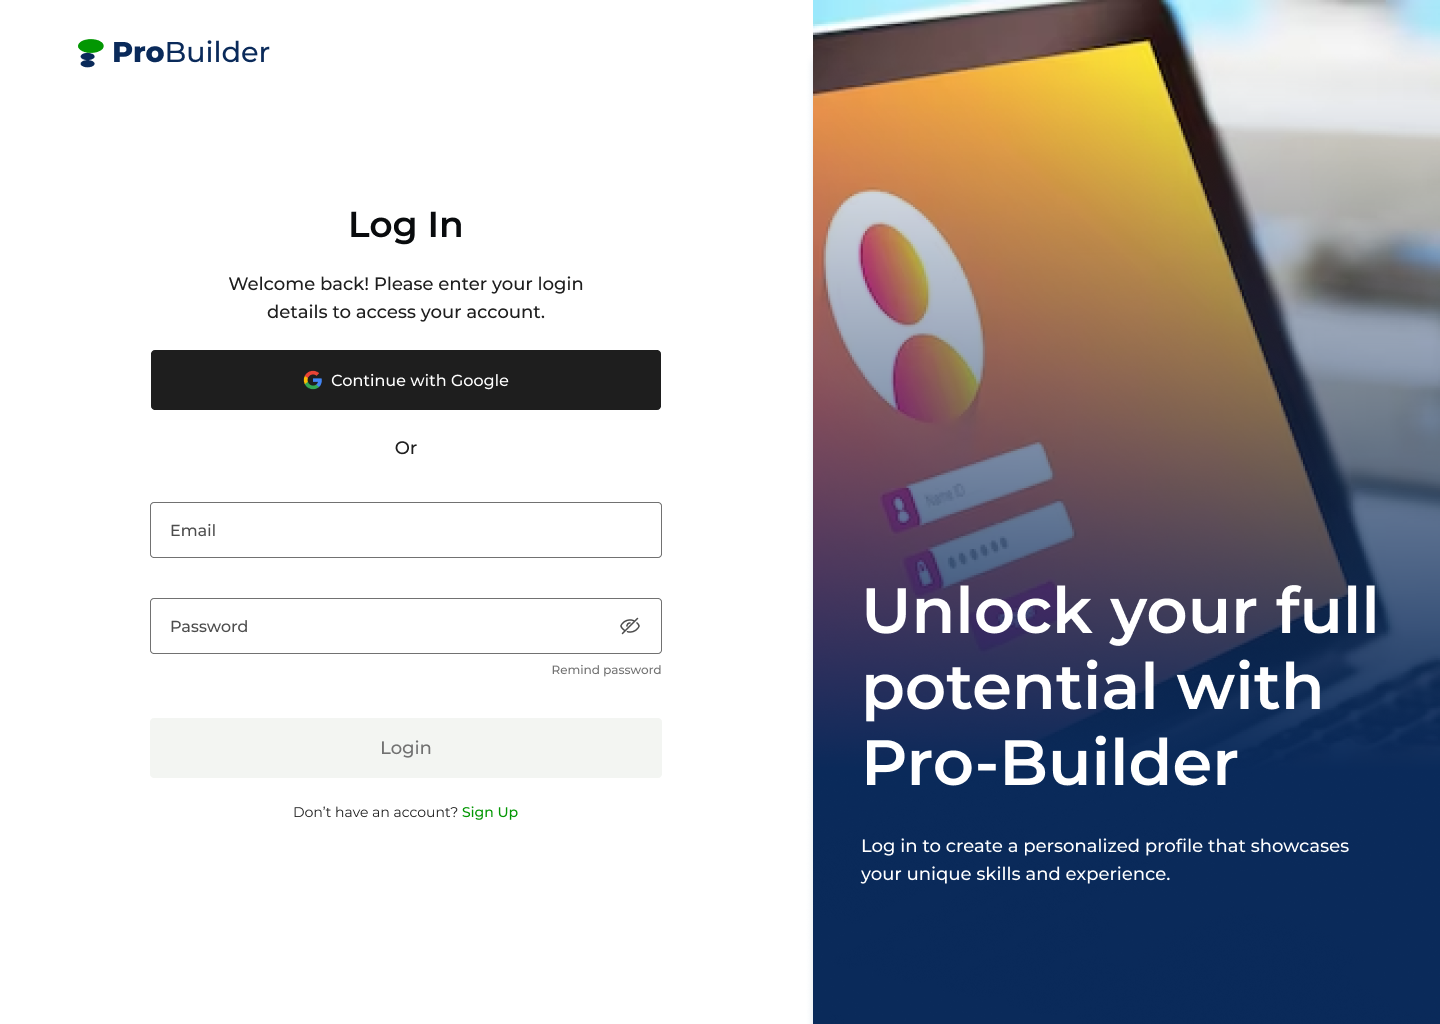 ProBuilder
Log In
Welcome back! Please enter your login
details to access your account.
Continue with Google
Or
Email
Password
Remind password
Login
Don’t have an account? Sign Up
Name ID
Unlock your full
potential with
Pro-Builder
Log in to create a personalized profile that showcases
your unique skills and experience.